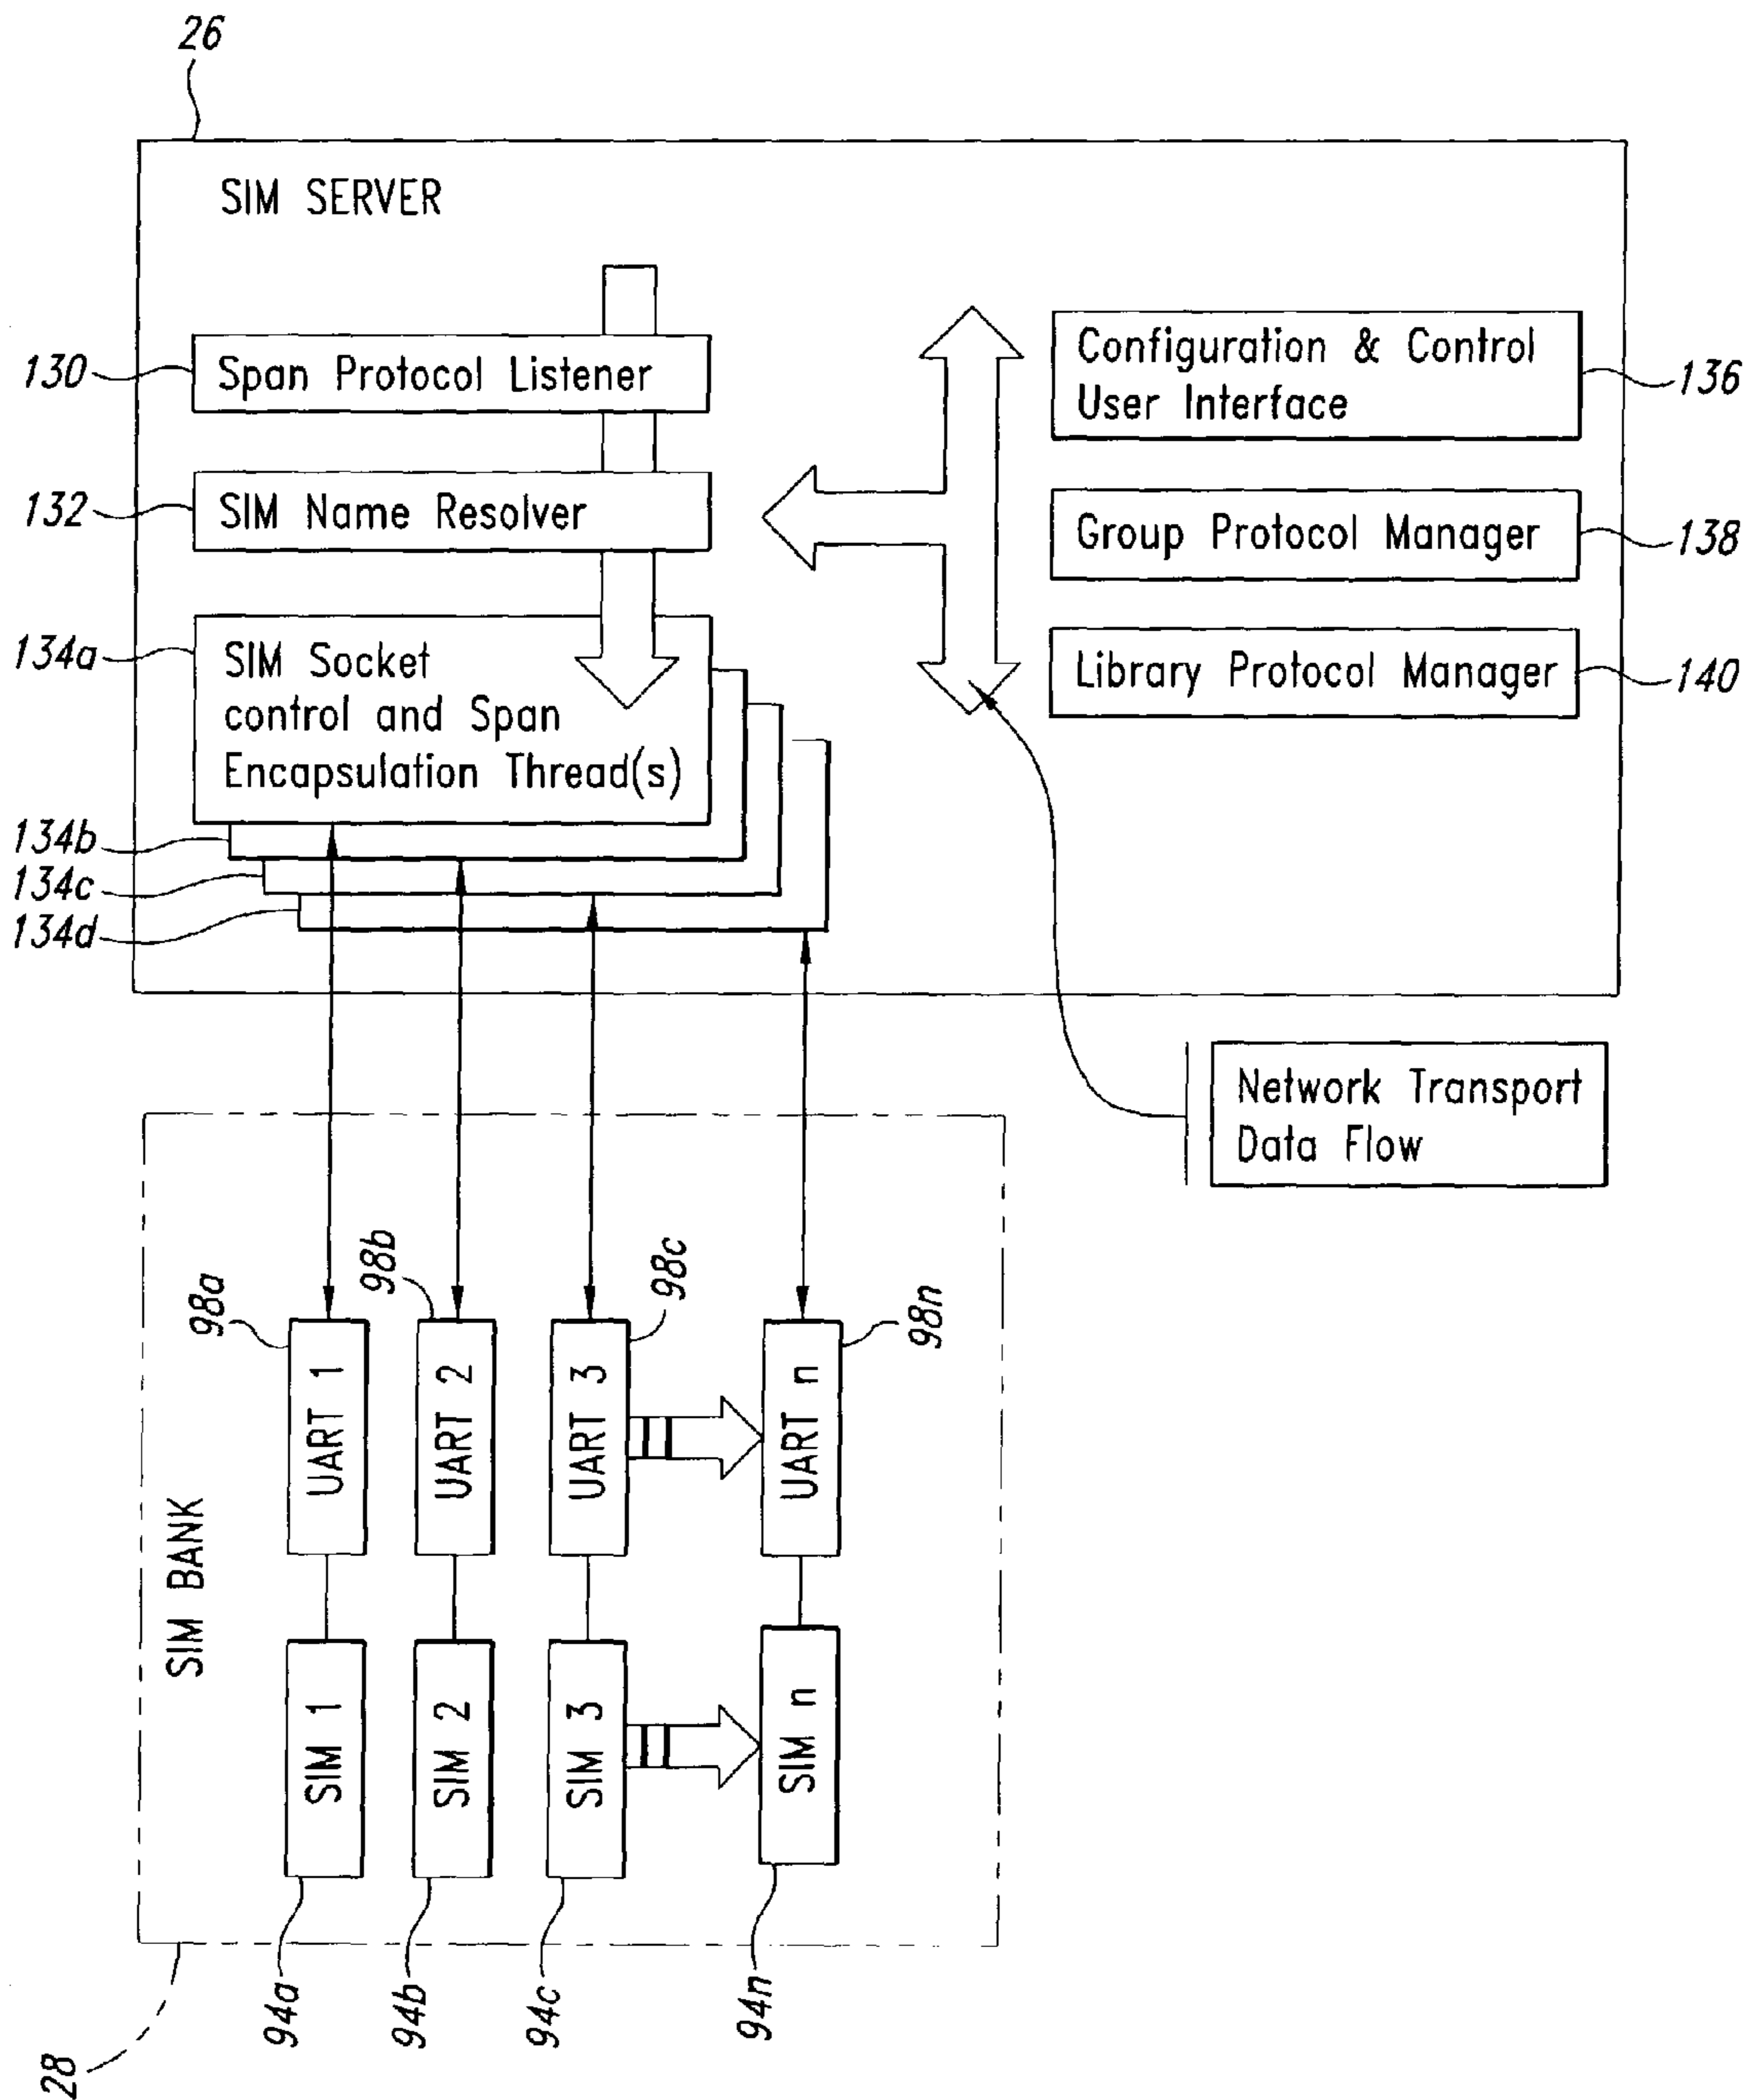 26
SIM SERVER
130
Span Protocol Listener
132
SIM Name Resolver
134a
SIM Socket
control and Span
Encapsulation Thread(s)
134b
134c
134d
Configuration & Control
User Interface
136
Group Protocol Manager
138
Library Protocol Manager
140
Network Transport
Data Flow
SIM BANK
98a
98b
98c
98n
UART 1
UART 2
UART 3
UART n
SIM 1
SIM 2
SIM 3
SIM n
94a
94b
94c
94n
28